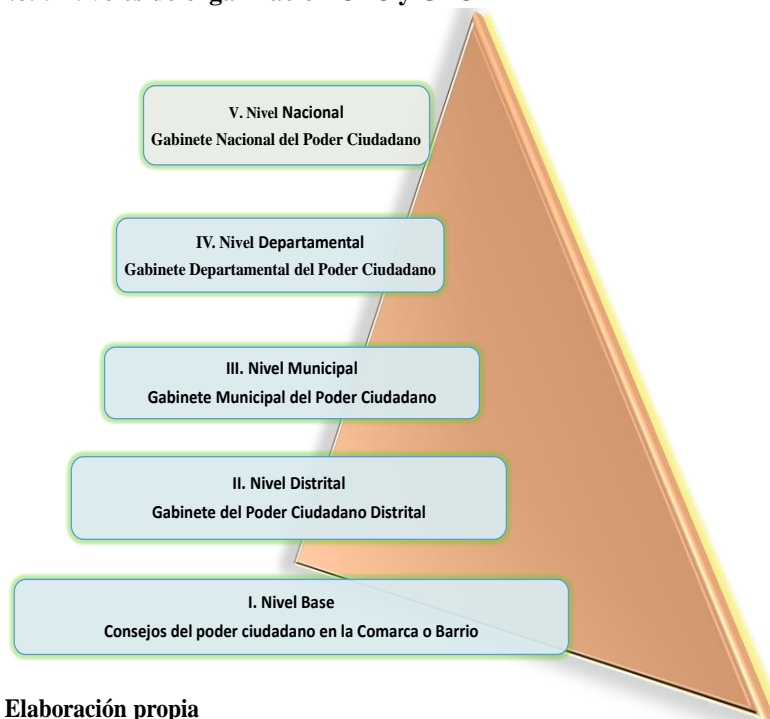 V. Nivel Nacional
Gabinete Nacional del Poder Ciudadano
IV. Nivel Departamental
Gabinete Departamental del Poder Ciudadano
III. Nivel Municipal
Gabinete Municipal del Poder Ciudadano
II. Nivel Distrital
Gabinete del Poder Ciudadano Distrital
I. Nivel Base
Consejos del poder ciudadano en la Comarca o Barrio
Elaboración propia